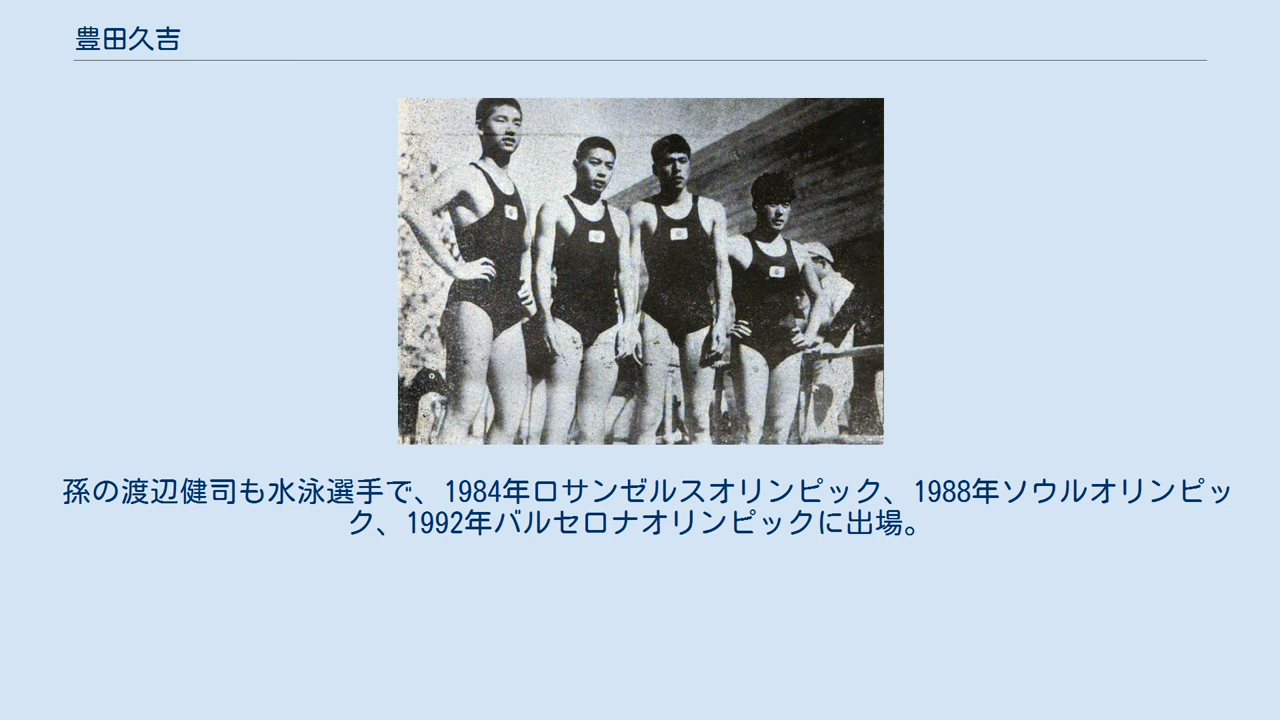 豊田久吉
孫の渡辺健司も水泳選手で、1984年ロサンゼルスオリンピック、1988年ソウルオリンピッ
ク、1992年バルセロナオリンピックに出場。